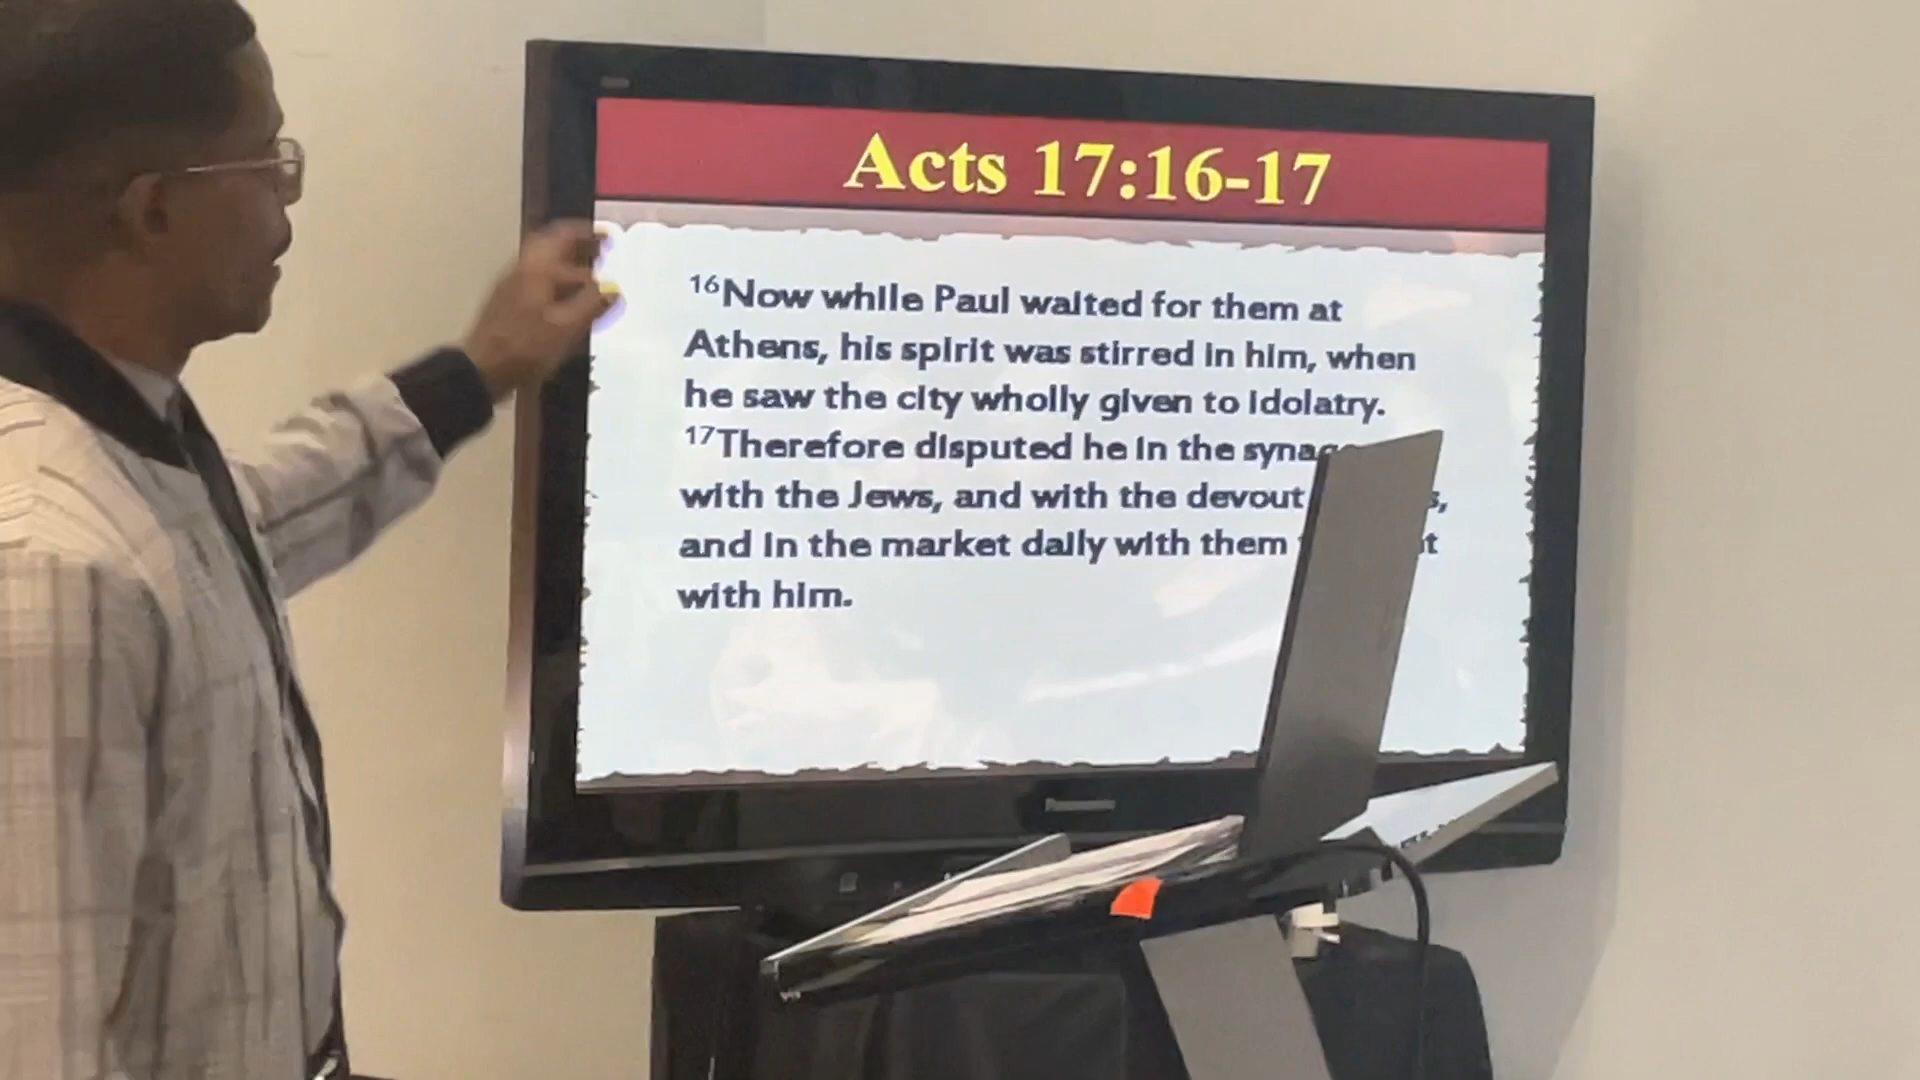 Acts 17:16-17
16Now while Paul waited for them at
Athens, his spirit was stirred in him, when
he saw the city wholly given to idolatry.
17Therefore disputed he in the
with the Jews, and with the devout
and in the market daily with them
with him.
Panasonic